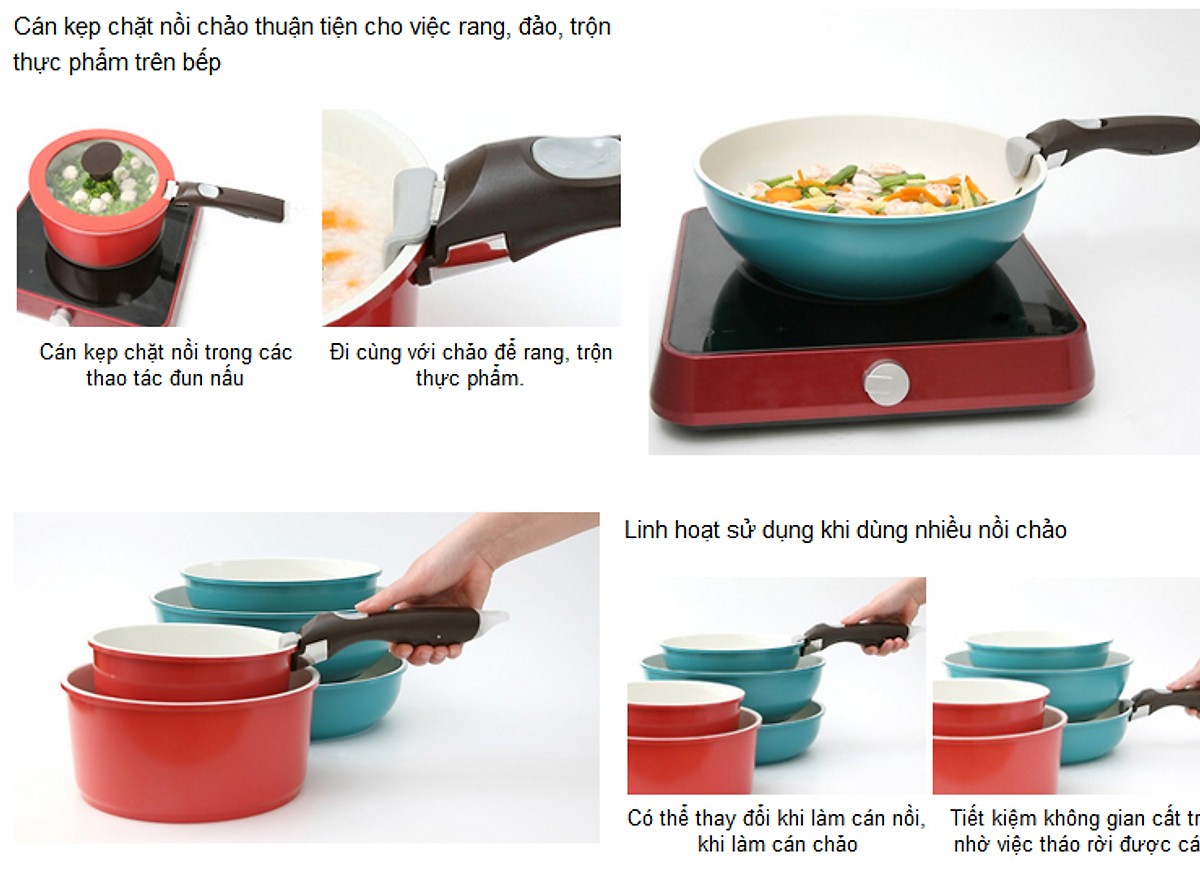 Cán kẹp chặt nồi chảo thuận tiện cho việc rang, đảo, trộn
thực phẩm trên bếp
Cán kẹp chặt nồi trong các
thao tác đun nấu
Đi cùng với chảo để rang, trộn
thực phẩm.
Linh hoạt sử dụng khi dùng nhiều nồi chảo
Có thể thay đổi khi làm cán nồi,
khi làm cán chảo
Tiết kiệm không gian cất
nhờ việc tháo rời được